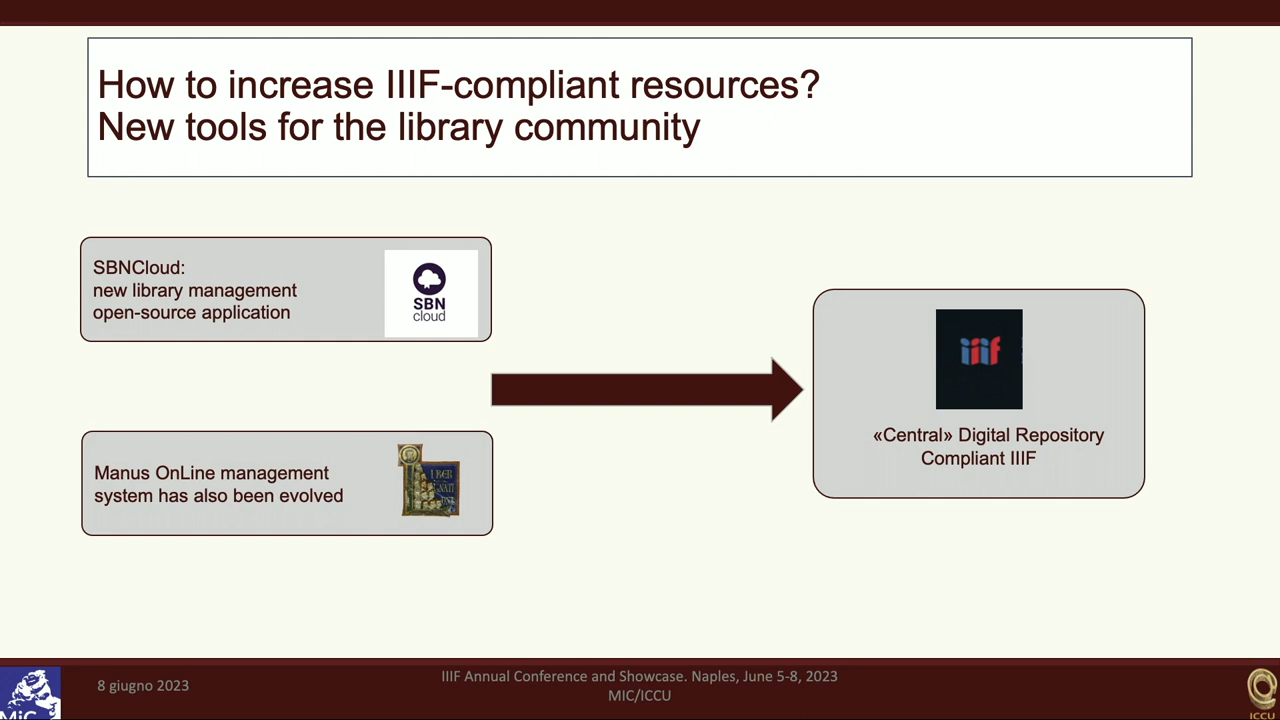 How to increase IIIF-compliant resources?
New tools for the library community
SBNCloud:
new library management
open-source application
SBN
cloud
iiif
«Central» Digital Repository
Compliant IIIF
Manus OnLine management
system has also been evolved
8 giugno 2023
IIIF Annual Conference and Showcase. Naples, June 5-8, 2023
MIC/ICCU
MiC
ICCU